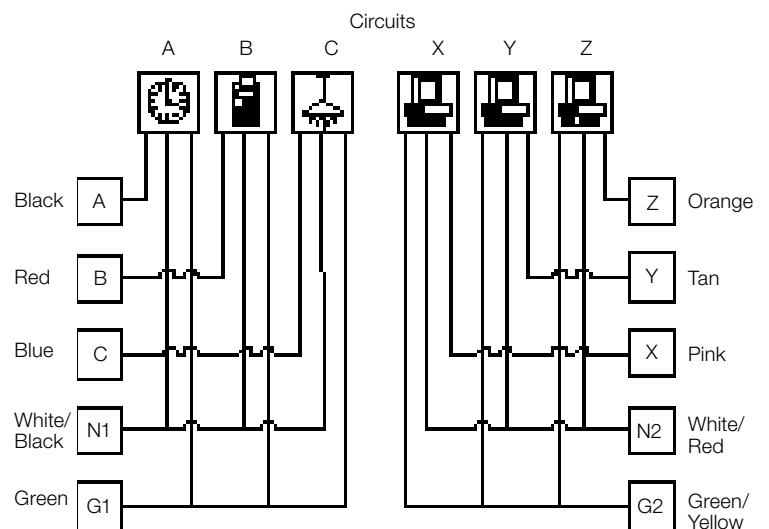 Circuits
A B C X Y Z
Black A
Z Orange
Red B
Y Tan
Blue C
X Pink
White/
Black
N1
N2
White/
Red
Green G1
G2
Green/
Yellow